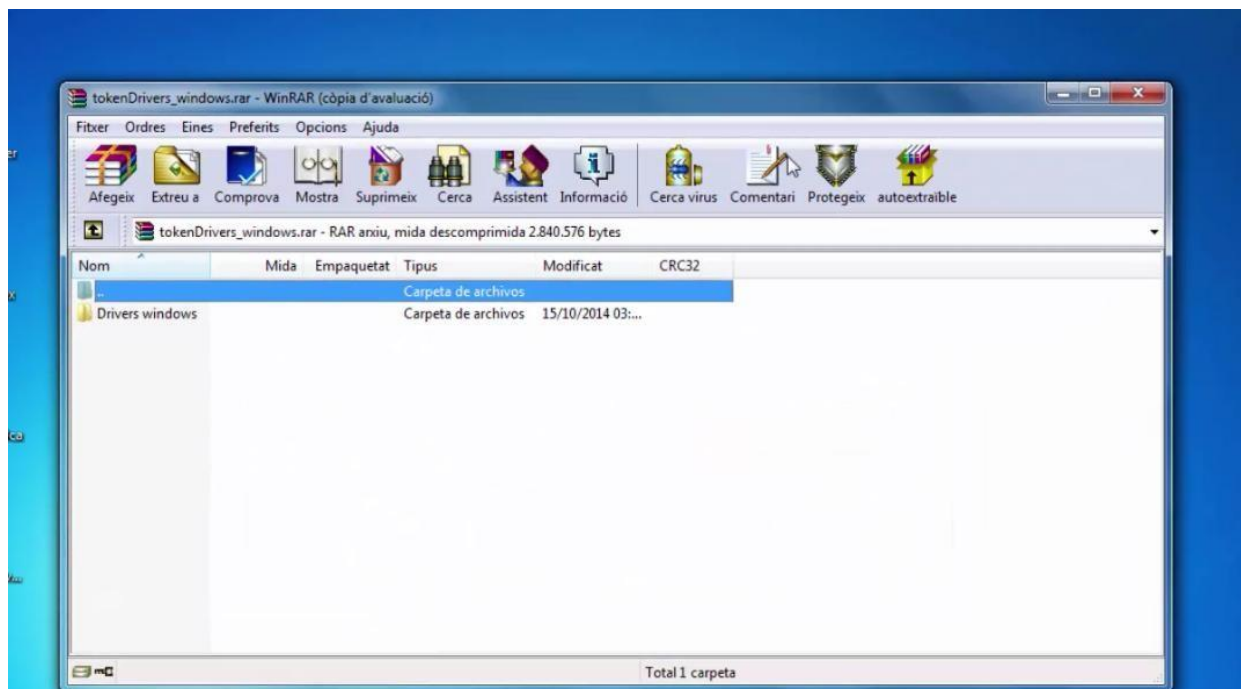 tokenDrivers_windows.rar - WinRAR (còpia d'avaluació)
Fitxer Ordres Eines Preferits Opcions Ajuda
Afegeix Extreu a Comprova Mostra Suprimeix Cerca Assistent Informació Cerca virus Comentari Protegeix autoextraïble
tokenDrivers_windows.rar - RAR arxiu, mida descomprimida 2.840.576 bytes
Nom Mida Empaquetat Tipus Modificat CRC32
.. Carpeta de archivos
Drivers windows Carpeta de archivos 15/10/2014 03:...
Total 1 carpeta